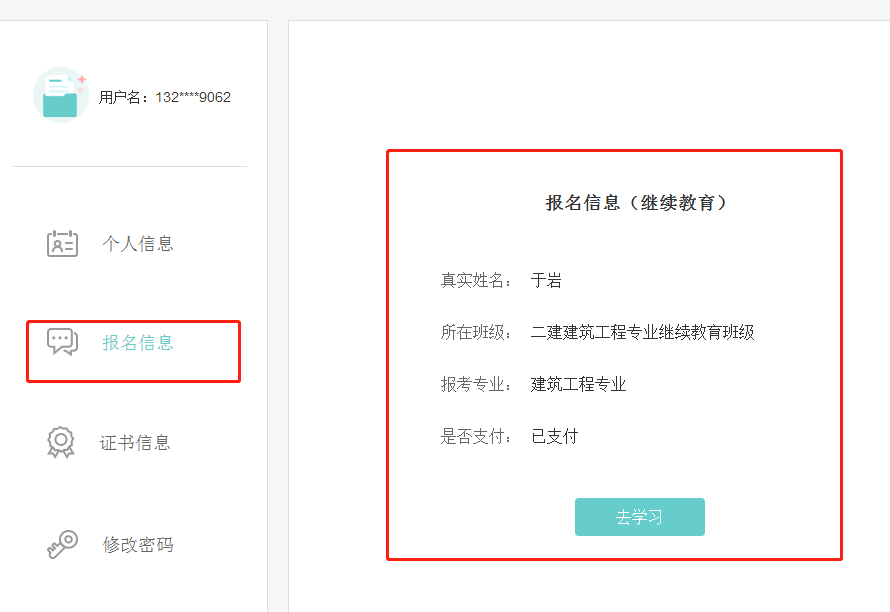 用户名：132****9062
个人信息
报名信息
证书信息
修改密码
报名信息（继续教育）
真实姓名： 于岩
所在班级： 二建建筑工程专业继续教育班级
报考专业： 建筑工程专业
是否支付： 已支付
去学习